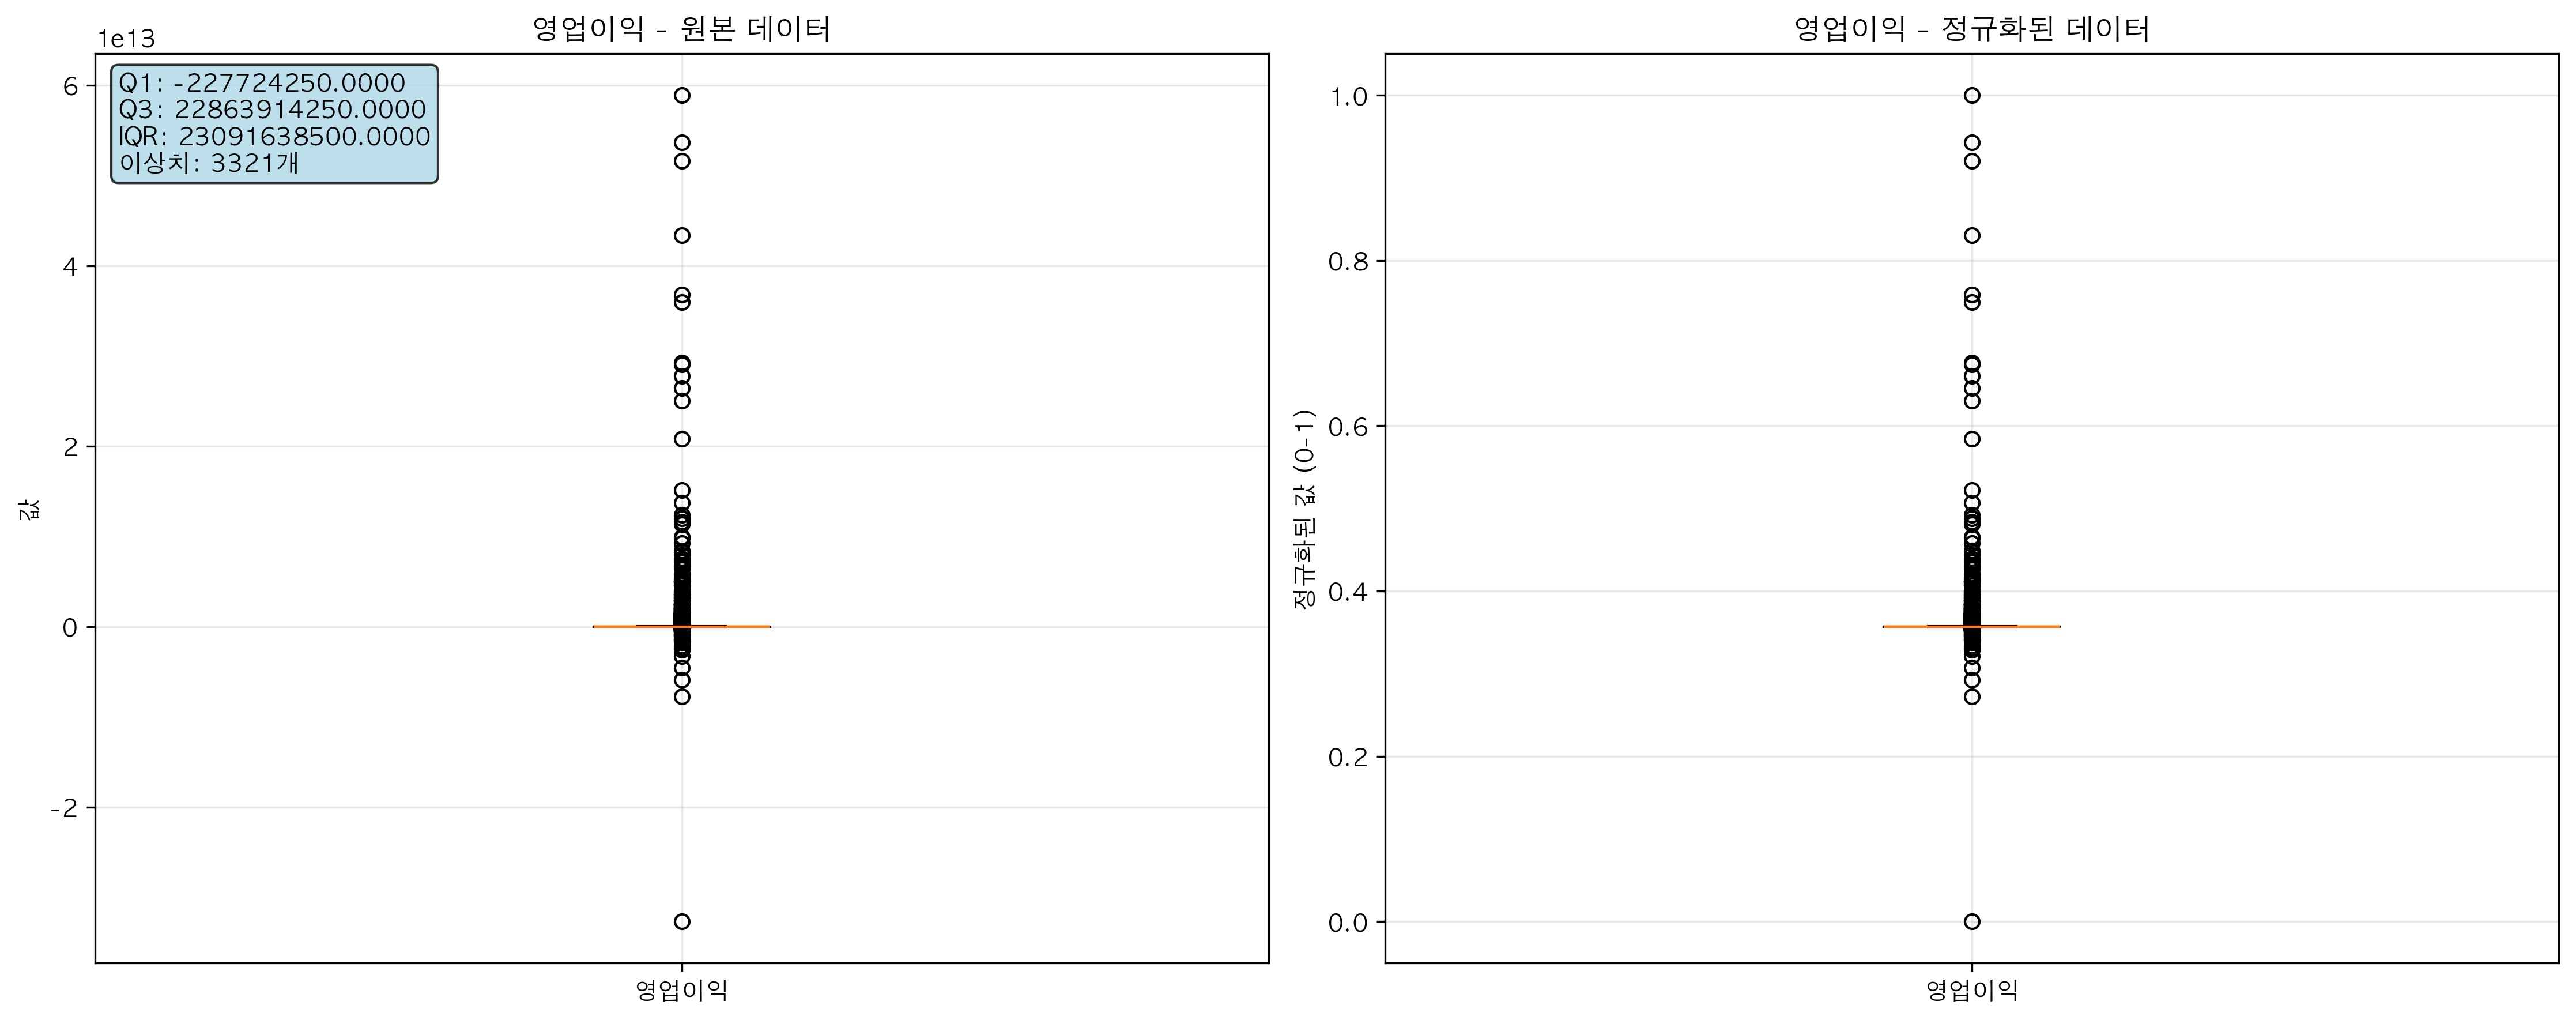 영업이익 - 원본 데이터
1e13
6
4
2
0
-2
값
Q1: -227724250.0000
Q3: 22863914250.0000
IQR: 23091638500.0000
이상치: 3321개
영업이익
영업이익 - 정규화된 데이터
1.0
0.8
0.6
0.4
0.2
0.0
정규화된 값 (0-1)
영업이익